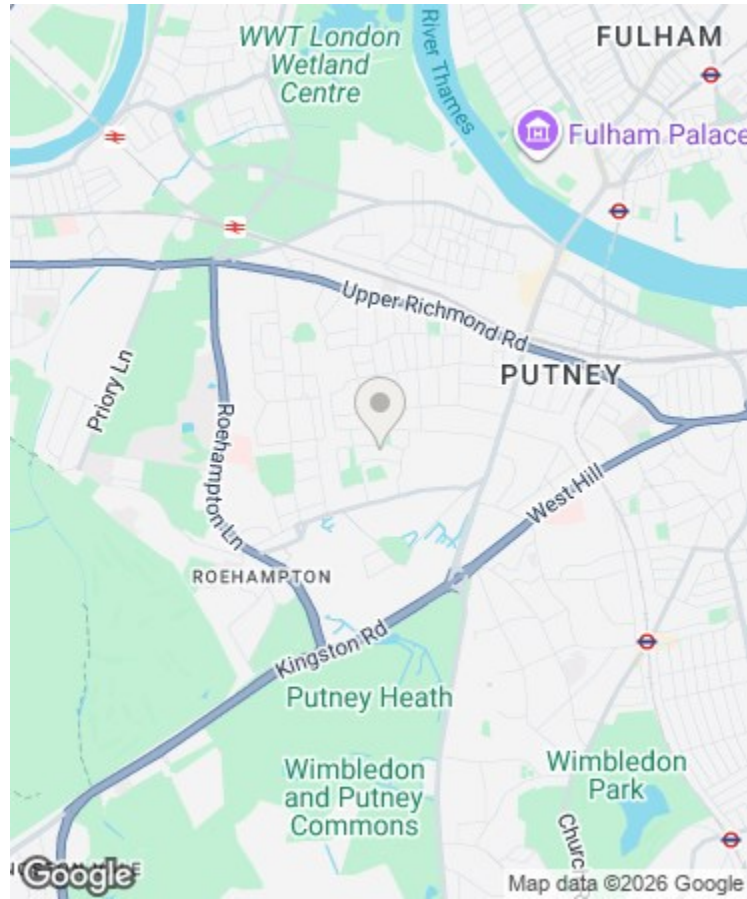 WWT London
Wetland
Centre
River Thames
FULHAM
Fulham Palace
Upper Richmond Rd
PUTNEY
Priory Ln
Roehampton Ln
West Hill
ROEHAMPTON
Kingston Rd
Putney Heath
Wimbledon
and Putney
Commons
Wimbledon
Park
Church R
Google
Map data ©2026 Google